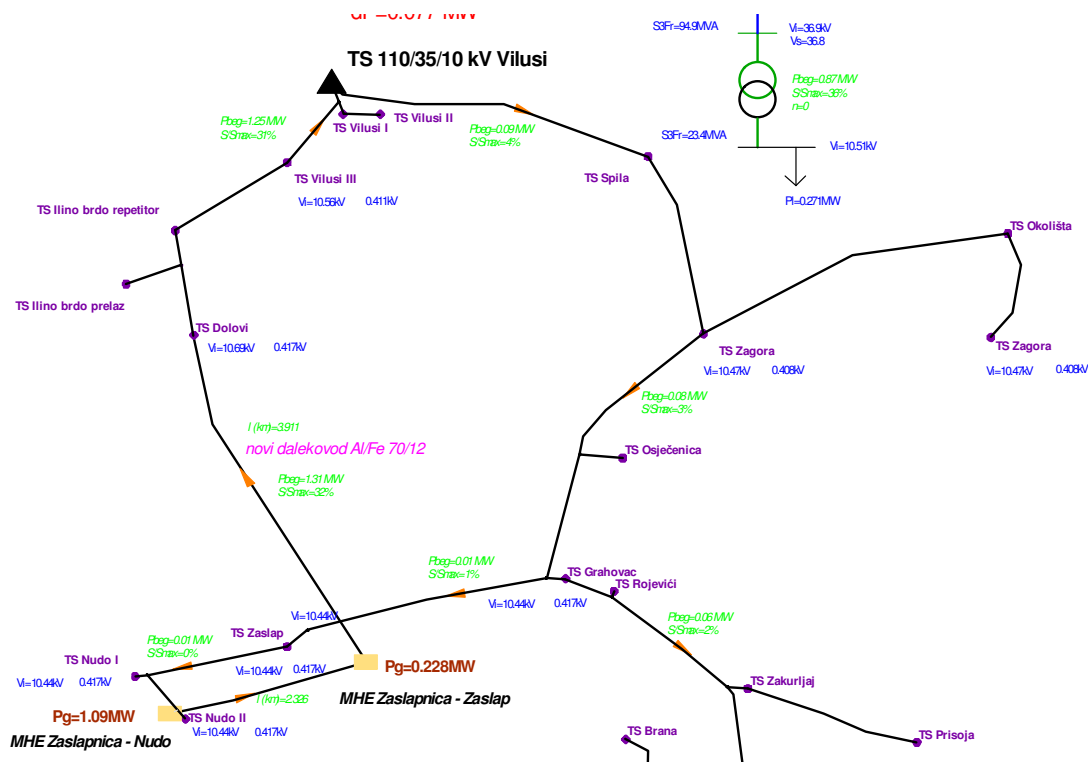 dP=0.077 MW
TS 110/35/10 kV Vilusi
S3Fr=94.9MVA
Vi=36.9kV
Vs=36.8
Pbeg=0.87 MW
S/Smax=38%
n=0
S3Fr=23.4MVA
Vi=10.51kV
Pl=0.271MW
Pbeg=1.25 MW
S/Smax=31%
TS Vilusi I
TS Vilusi II
Pbeg=0.09 MW
S/Smax=4%
TS Spila
TS Vilusi III
Vi=10.56kV 0.411kV
TS Ilino brdo repetitor
TS Ilino brdo prelaz
TS Okolišta
TS Dolovi
Vi=10.69kV 0.417kV
TS Zagora
Vi=10.47kV 0.408kV
TS Zagora
Vi=10.47kV 0.408kV
Pbeg=0.08 MW
S/Smax=3%
l (km)=3.911
novi dalekovod Al/Fe 70/12
Pbeg=1.31 MW
S/Smax=32%
TS Osječenica
Pbeg=0.01 MW
S/Smax=1%
TS Grahovac
TS Rojevići
Vi=10.44kV 0.417kV
Vi=10.44kV
Pbeg=0.06 MW
S/Smax=2%
Pbeg=0.01 MW
S/Smax=0%
TS Zaslap
Vi=10.44kV 0.417kV
TS Nudo I
Vi=10.44kV 0.417kV
Pg=0.228MW
MHE Zaslapnica - Zaslap
l (km)=2.326
Pg=1.09MW
TS Nudo II
Vi=10.44kV 0.417kV
MHE Zaslapnica - Nudo
TS Zakurljaj
TS Brana
TS Prisoja